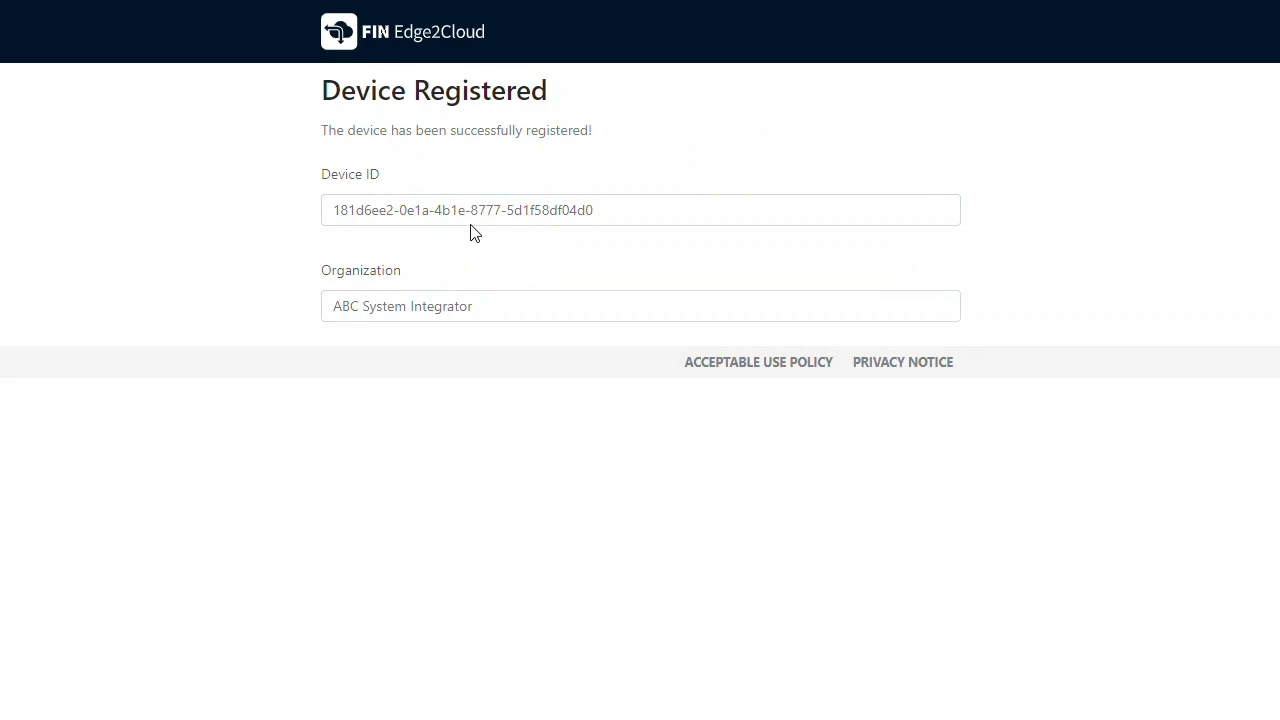 FIN Edge2Cloud
Device Registered
The device has been successfully registered!
Device ID
181d6ee2-0e1a-4b1e-8777-5d1f58df04d0
Organization
ABC System Integrator
ACCEPTABLE USE POLICY PRIVACY NOTICE